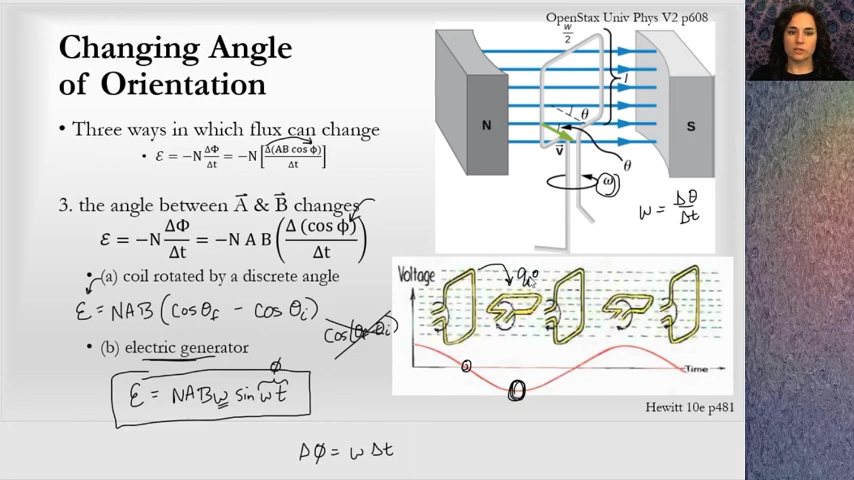 OpenStax Univ Phys V2 p608
Changing Angle
of Orientation
• Three ways in which flux can change
• ε = −N ΔΦ/Δt = −N [Δ(AB cos ϕ)/Δt]
3. the angle between A⃗ & B⃗ changes
ε = −N ΔΦ/Δt = −N A B (Δ (cos ϕ)/Δt)
• (a) coil rotated by a discrete angle
ε = NAB (cos θf − cos θi)
cos(θf θi)
• (b) electric generator
ϕ
ε = NABω sin ωt
Δϕ = ω Δt
w/2
l
N
S
θ
v⃗
θ
ω
ω = Δθ/Δt
Voltage
90°
Time
Hewitt 10e p481